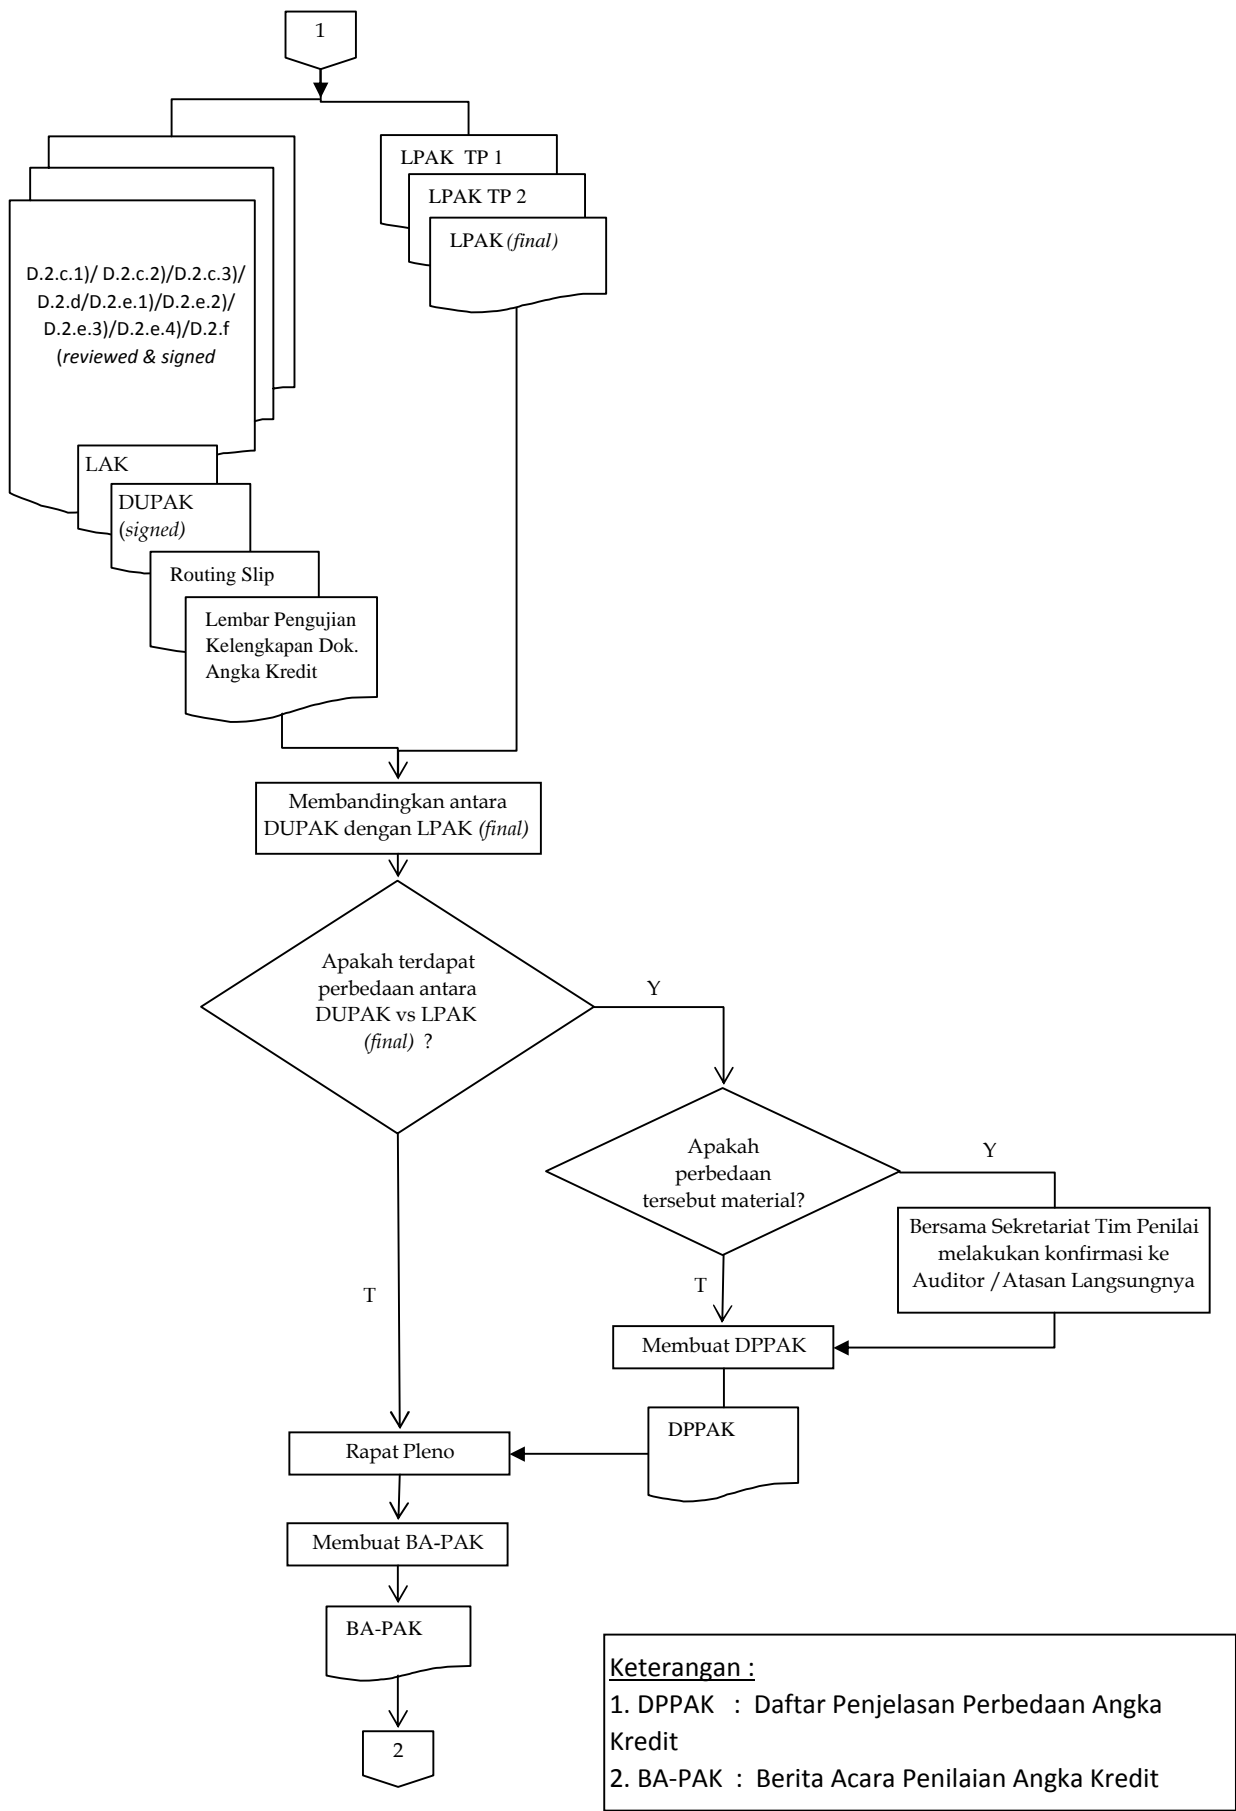 1
LPAK TP 1
LPAK TP 2
LPAK (final)
D.2.c.1)/ D.2.c.2)/D.2.c.3)/
D.2.d/D.2.e.1)/D.2.e.2)/
D.2.e.3)/D.2.e.4)/D.2.f
(reviewed & signed
LAK
DUPAK
(signed)
Routing Slip
Lembar Pengujian
Kelengkapan Dok.
Angka Kredit
Membandingkan antara
DUPAK dengan LPAK (final)
Apakah terdapat
perbedaan antara
DUPAK vs LPAK
(final) ?
Y
Apakah
perbedaan
tersebut material?
Y
Bersama Sekretariat Tim Penilai
melakukan konfirmasi ke
Auditor /Atasan Langsungnya
T
T
Membuat DPPAK
DPPAK
Rapat Pleno
Membuat BA-PAK
BA-PAK
2
Keterangan :
1. DPPAK : Daftar Penjelasan Perbedaan Angka
Kredit
2. BA-PAK : Berita Acara Penilaian Angka Kredit